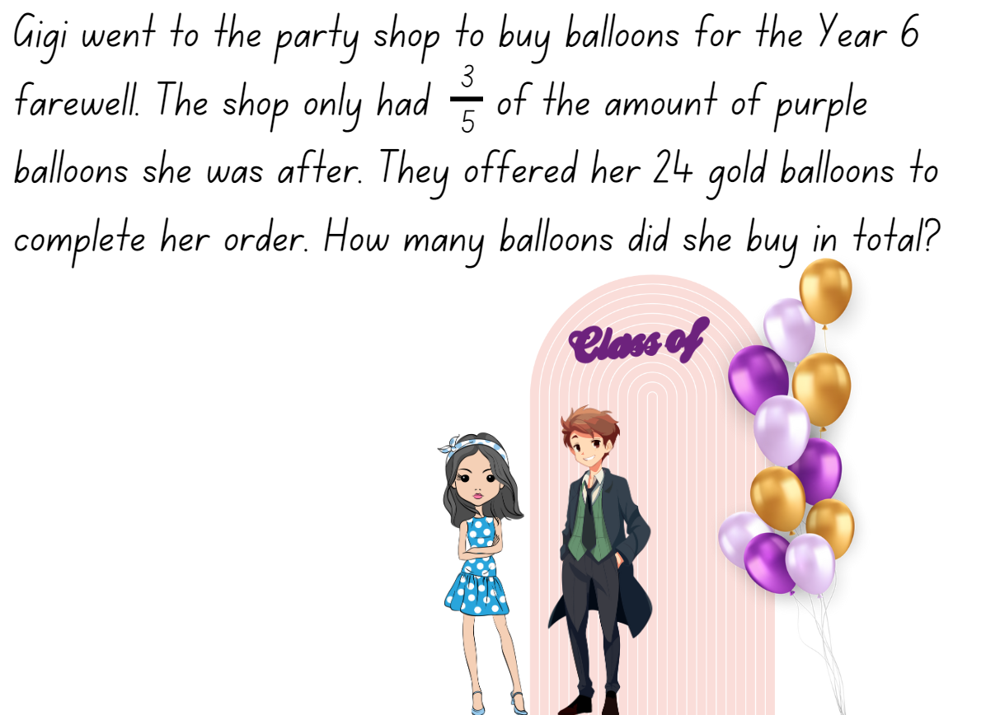 Gigi went to the party shop to buy balloons for the Year 6
farewell. The shop only had 3/5 of the amount of purple
balloons she was after. They offered her 24 gold balloons to
complete her order. How many balloons did she buy in total?
Class of